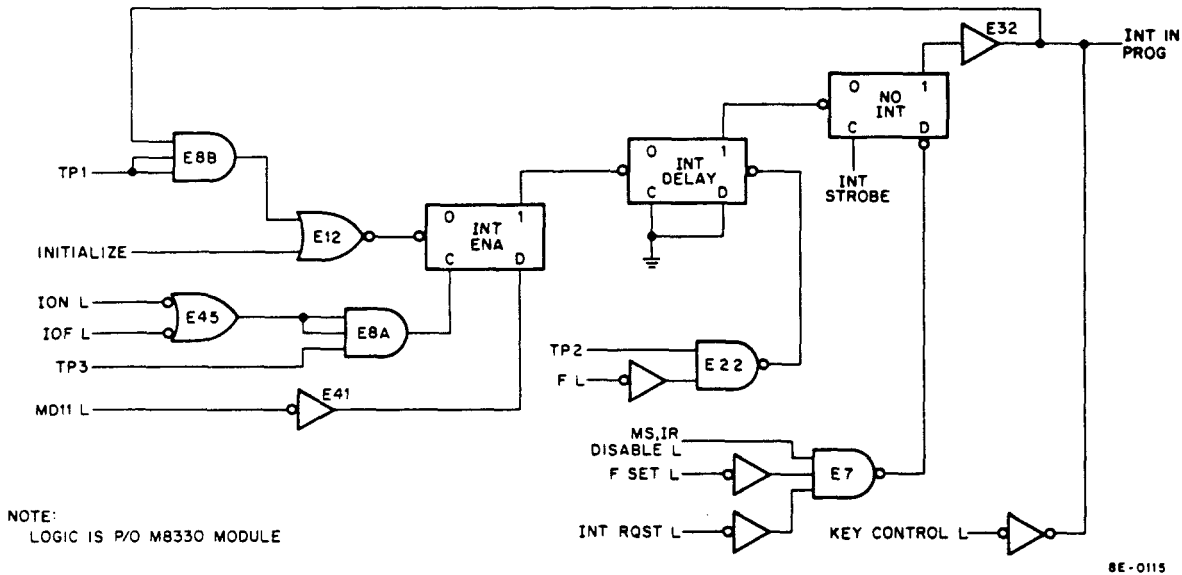 E32
INT IN
PROG
0 1
NO
INT
C D
INT
STROBE
E8B
TP1
0 1
INT
DELAY
C D
INITIALIZE
E12
0 1
INT
ENA
C D
ION L
IOF L
E45
E8A
TP3
MD11 L
E41
TP2
F L
E22
MS,IR
DISABLE L
F SET L
INT RQST L
E7
KEY CONTROL L
NOTE:
LOGIC IS P/O M8330 MODULE
8E-0115